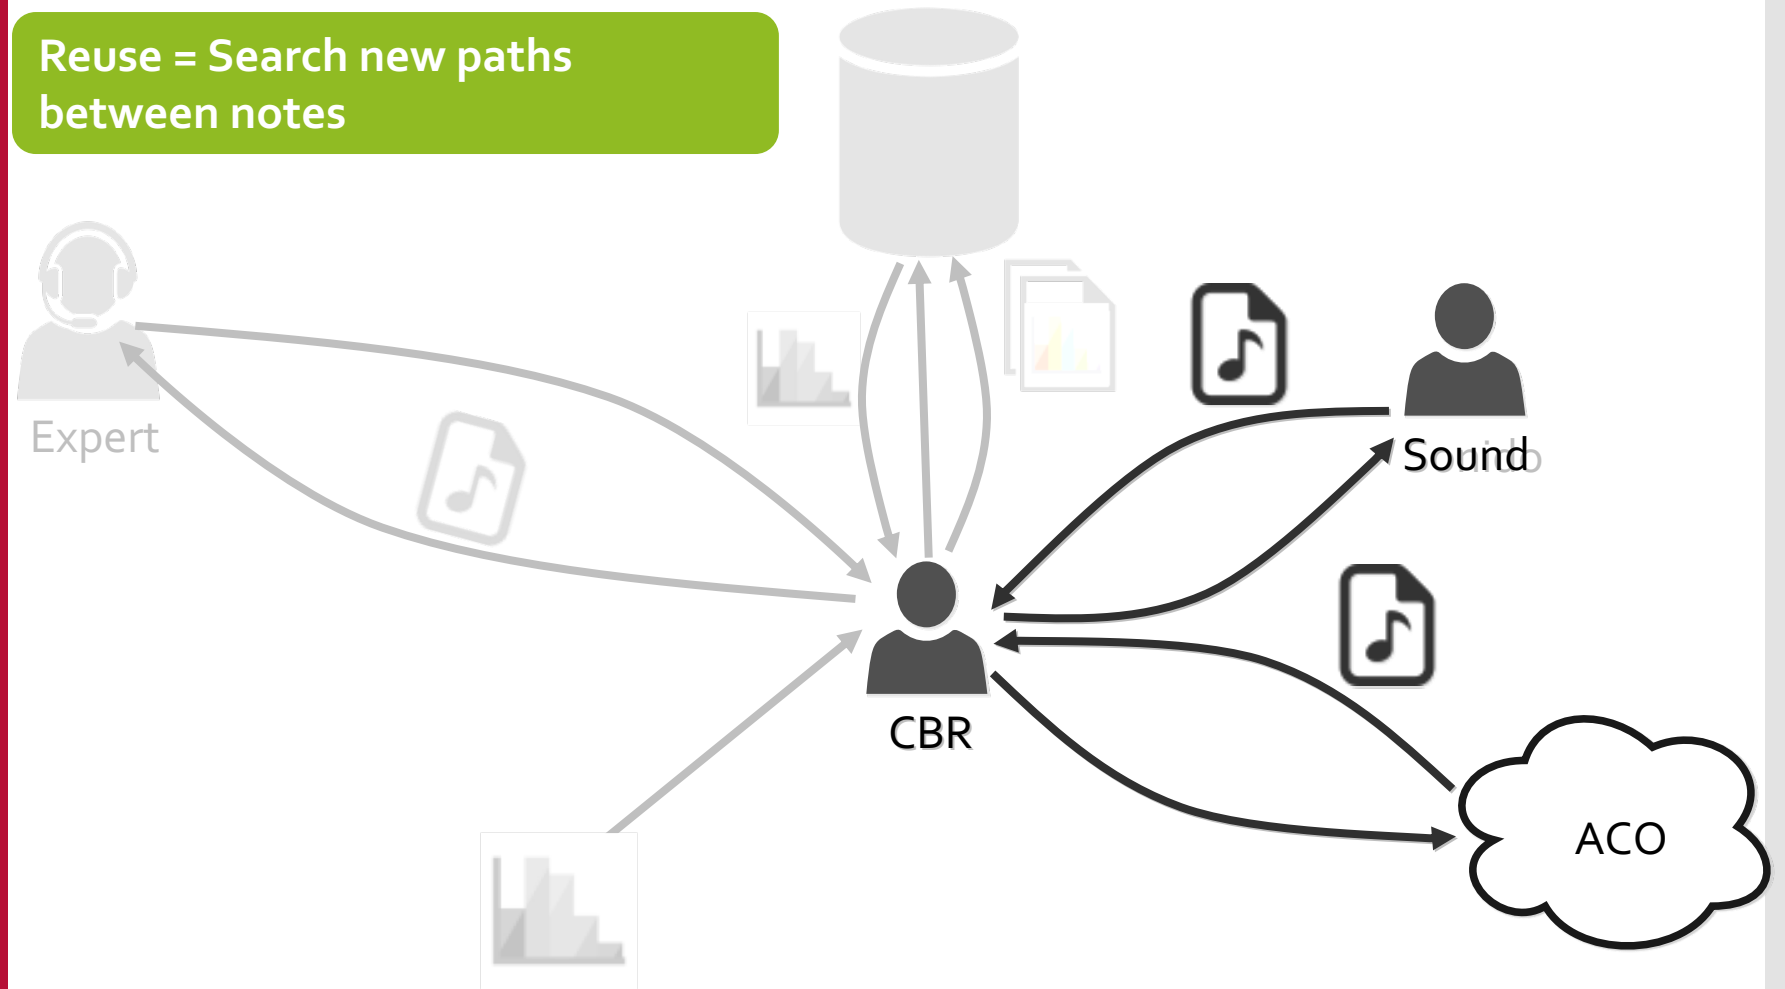 Reuse = Search new paths
between notes
Expert
Sound
CBR
ACO